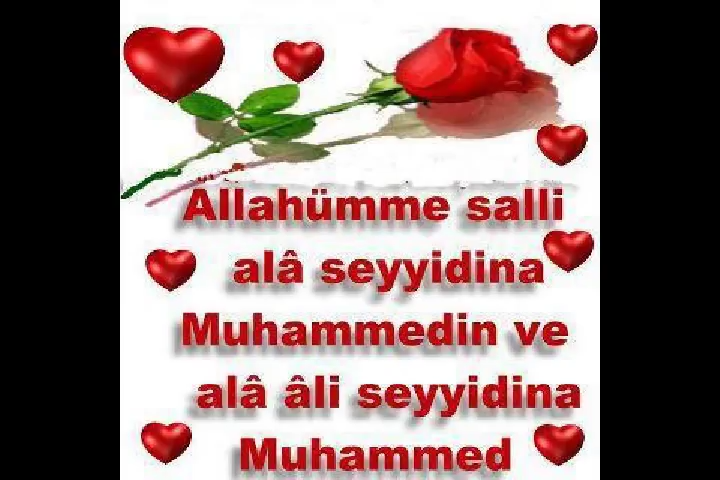 Allahümme salli
alâ seyyidina
Muhammedin ve
alâ âli seyyidina
Muhammed